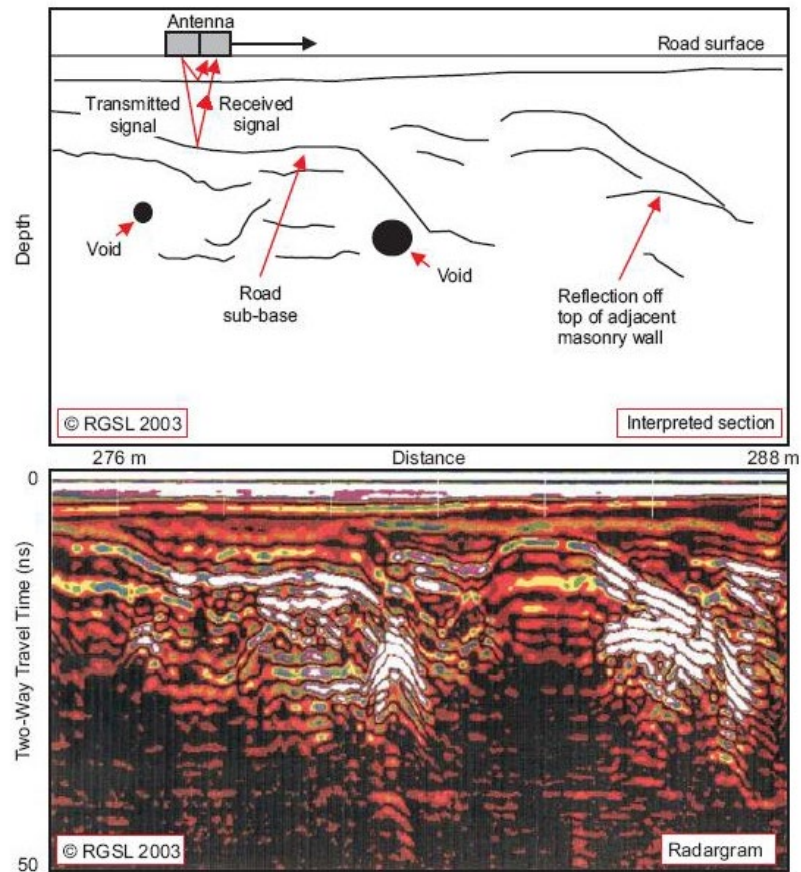 Antenna
Road surface
Transmitted
signal
Received
signal
Void
Void
Road
sub-base
Reflection off
top of adjacent
masonry wall
Depth
© RGSL 2003
Interpreted section
276 m
Distance
288 m
0
Two-Way Travel Time (ns)
50
© RGSL 2003
Radargram